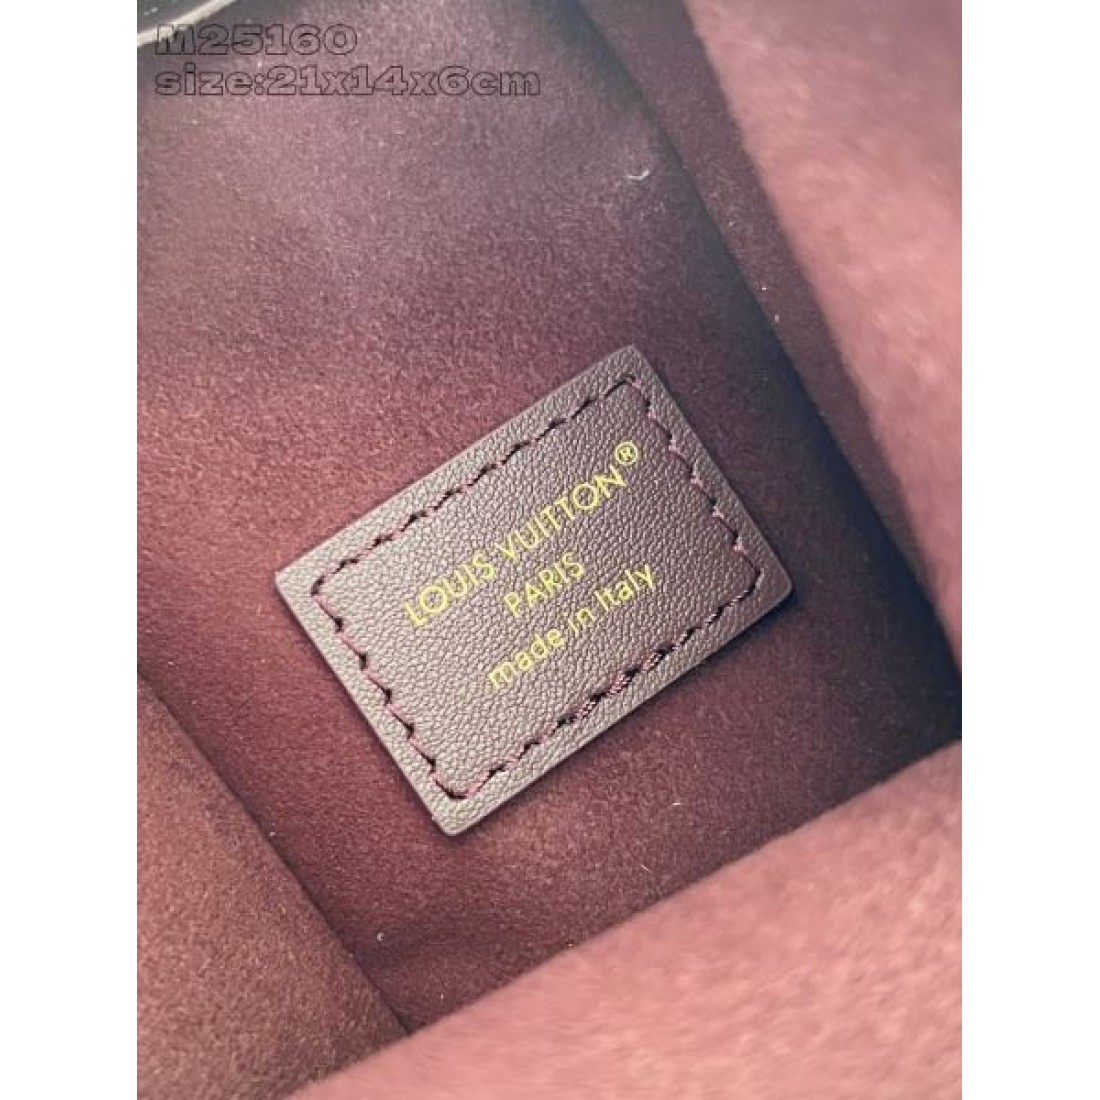 M25160
size:21x14x6cm
LOUIS VUITTON®
PARIS
made in Italy